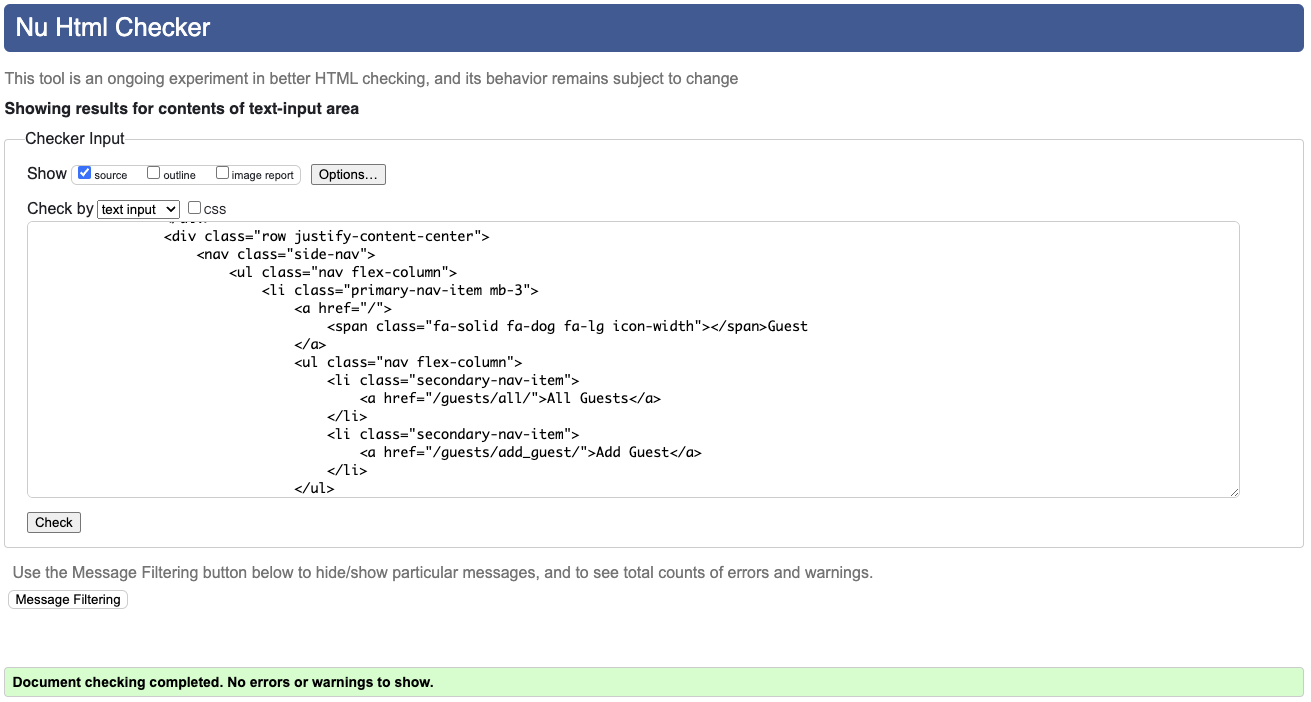 Nu Html Checker
This tool is an ongoing experiment in better HTML checking, and its behavior remains subject to change
Showing results for contents of text-input area
Checker Input
Show source outline image report Options...
Check by text input CSS
<div class="row justify-content-center">
<nav class="side-nav">
<ul class="nav flex-column">
<li class="primary-nav-item mb-3">
<a href="/">
<span class="fa-solid fa-dog fa-lg icon-width"></span>Guest
</a>
<ul class="nav flex-column">
<li class="secondary-nav-item">
<a href="/guests/all/">All Guests</a>
</li>
<li class="secondary-nav-item">
<a href="/guests/add_guest/">Add Guest</a>
</li>
</ul>
Check
Use the Message Filtering button below to hide/show particular messages, and to see total counts of errors and warnings.
Message Filtering
Document checking completed. No errors or warnings to show.